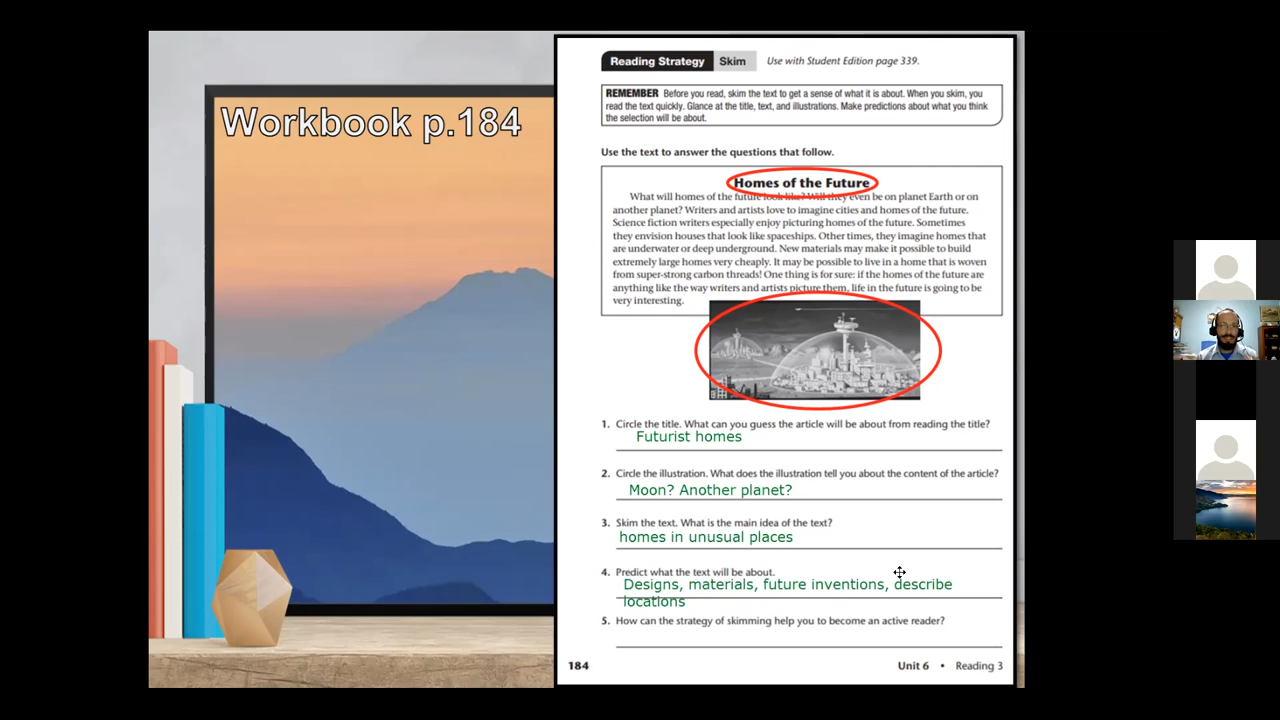 Workbook p.184
Reading Strategy Skim Use with Student Edition page 339.
REMEMBER Before you read, skim the text to get a sense of what it is about. When you skim, you
read the text quickly. Glance at the title, text, and illustrations. Make predictions about what you think
the selection will be about.
Use the text to answer the questions that follow.
Homes of the Future
What will homes of the future look like? Will they even be on planet Earth or on
another planet? Writers and artists love to imagine cities and homes of the future.
Science fiction writers especially enjoy picturing homes of the future. Sometimes
they envision houses that look like spaceships. Other times, they imagine homes that
are underwater or deep underground. New materials may make it possible to build
extremely large homes very cheaply. It may be possible to live in a home that is woven
from super-strong carbon threads! One thing is for sure: if the homes of the future are
anything like the way writers and artists picture them, life in the future is going to be
very interesting.
1. Circle the title. What can you guess the article will be about from reading the title?
Futurist homes
2. Circle the illustration. What does the illustration tell you about the content of the article?
Moon? Another planet?
3. Skim the text. What is the main idea of the text?
homes in unusual places
4. Predict what the text will be about.
Designs, materials, future inventions, describe
locations
5. How can the strategy of skimming help you to become an active reader?
184 Unit 6 • Reading 3